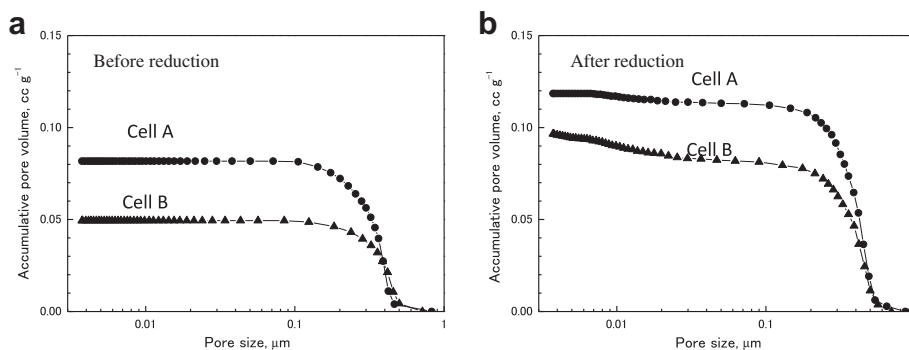 a
0.15
Before reduction
Accumulative pore volume, cc g⁻¹
0.10
Cell A
Cell B
0.05
0.00
0.01
0.1
1
Pore size, μm
b
0.15
After reduction
Accumulative pore volume, cc g⁻¹
Cell A
0.10
Cell B
0.05
0.00
0.01
0.1
Pore size, μm